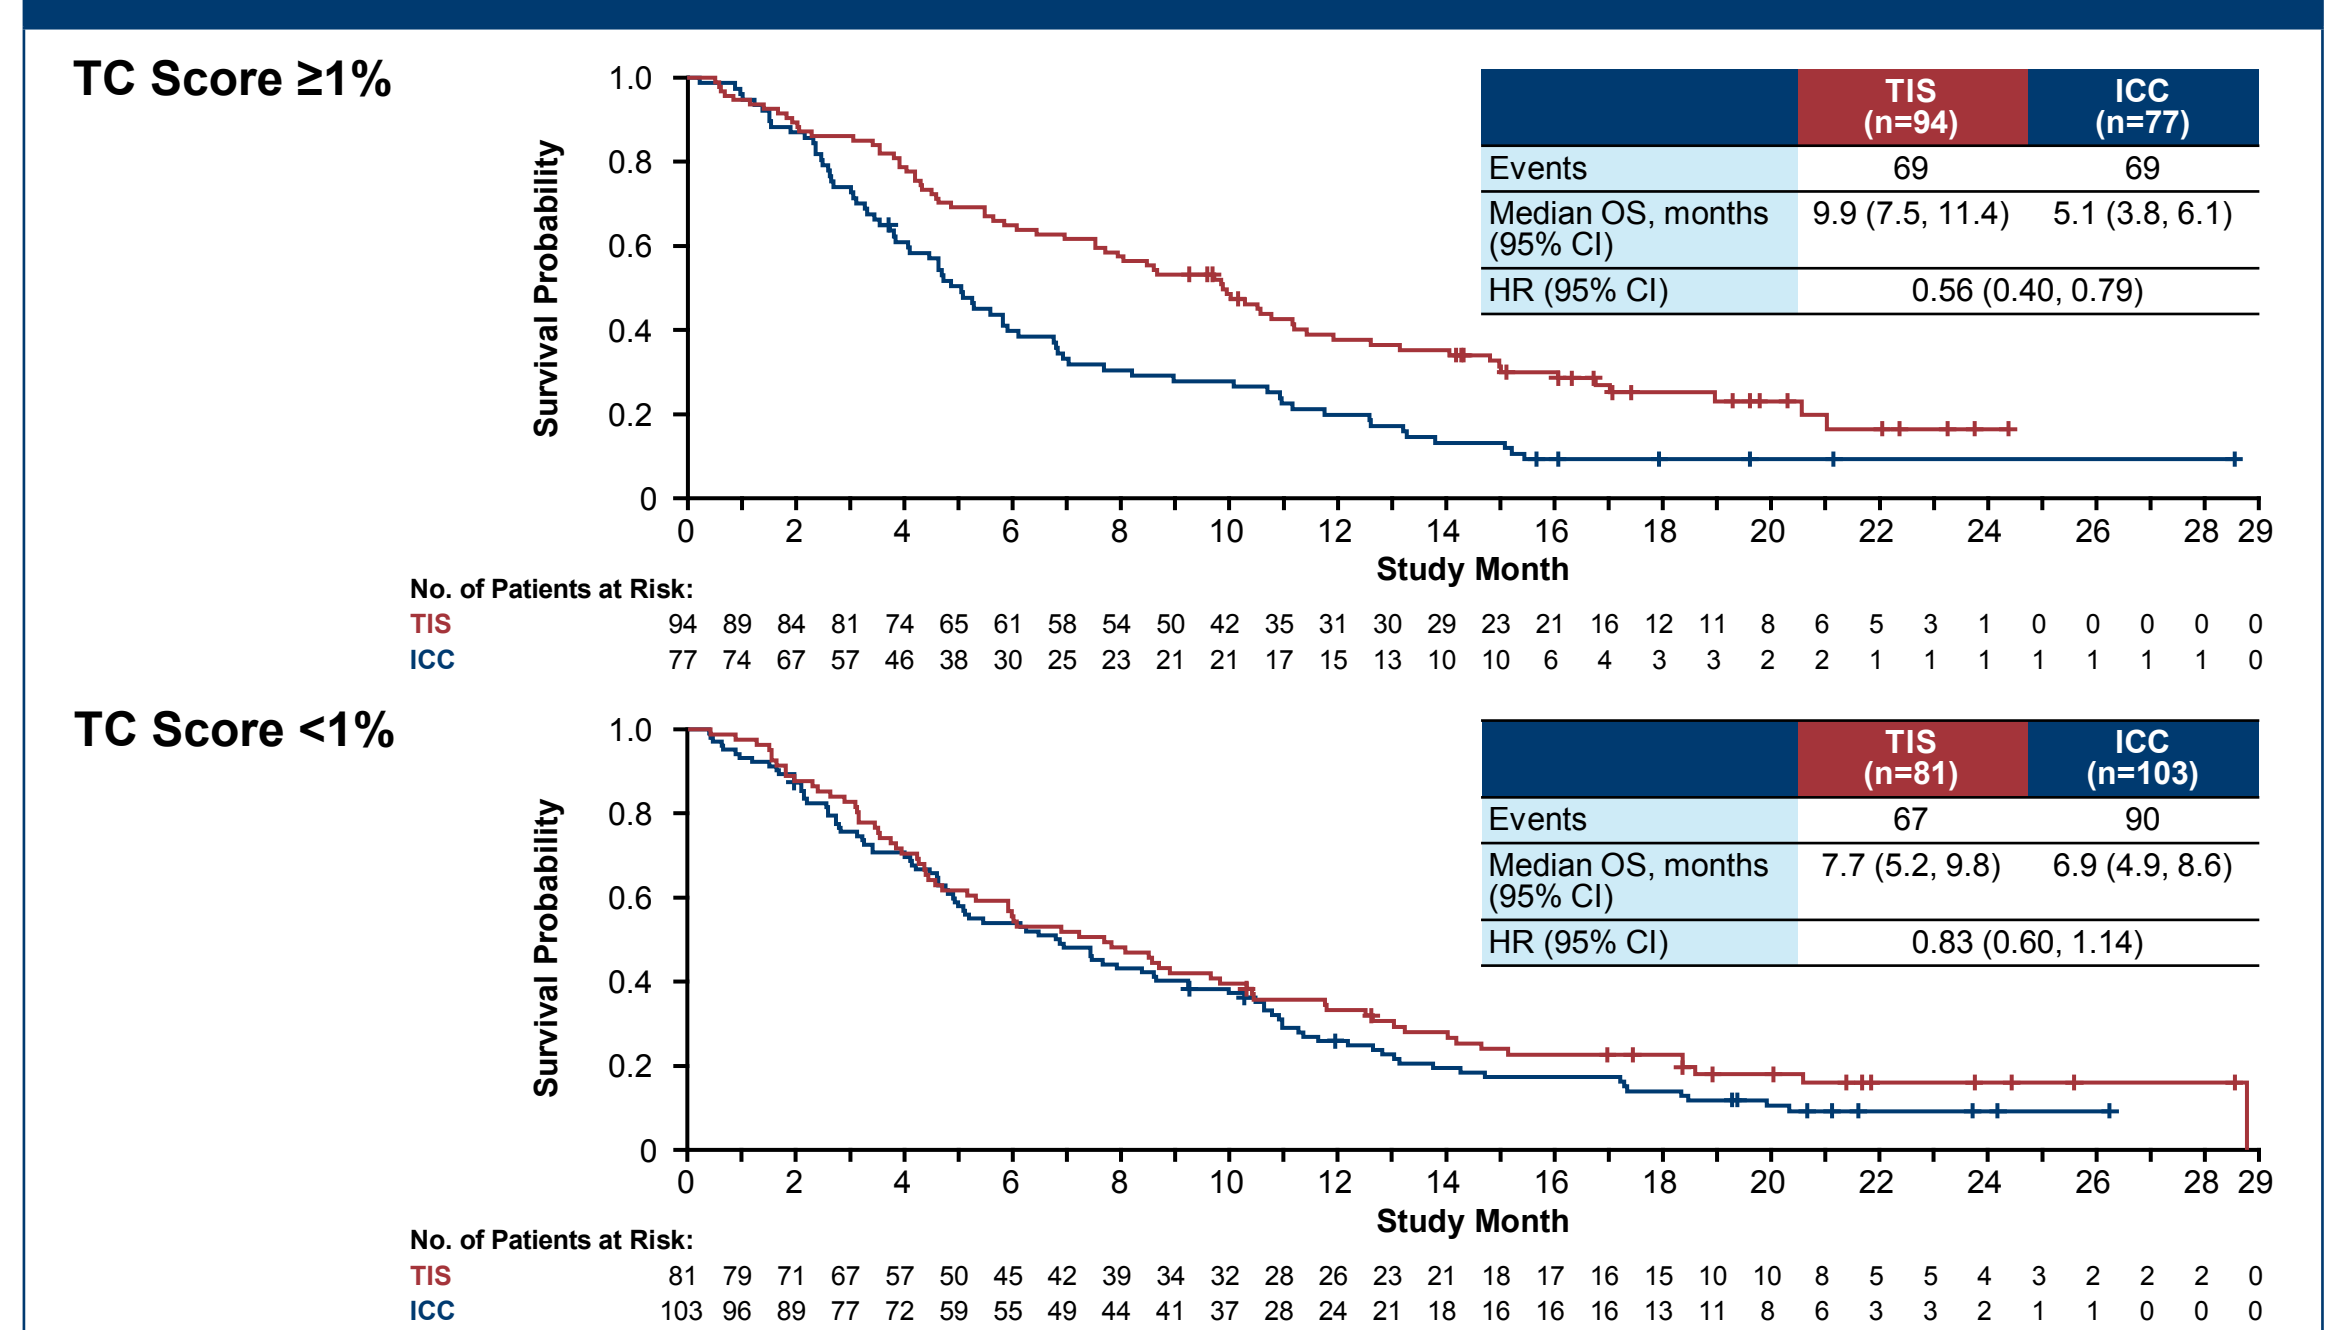 TC Score ≥1%
Survival Probability
1.0
0.8
0.6
0.4
0.2
0
TIS (n=94) ICC (n=77)
Events 69 69
Median OS, months (95% CI) 9.9 (7.5, 11.4) 5.1 (3.8, 6.1)
HR (95% CI) 0.56 (0.40, 0.79)
0 2 4 6 8 10 12 14 16 18 20 22 24 26 28 29
Study Month
No. of Patients at Risk:
TIS 94 89 84 81 74 65 61 58 54 50 42 35 31 30 29 23 21 16 12 11 8 6 5 3 1 0 0 0 0 0
ICC 77 74 67 57 46 38 30 25 23 21 21 17 15 13 10 10 6 4 3 3 2 2 1 1 1 1 1 1 1 0
TC Score <1%
Survival Probability
1.0
0.8
0.6
0.4
0.2
0
TIS (n=81) ICC (n=103)
Events 67 90
Median OS, months (95% CI) 7.7 (5.2, 9.8) 6.9 (4.9, 8.6)
HR (95% CI) 0.83 (0.60, 1.14)
0 2 4 6 8 10 12 14 16 18 20 22 24 26 28 29
Study Month
No. of Patients at Risk:
TIS 81 79 71 67 57 50 45 42 39 34 32 28 26 23 21 18 17 16 15 10 10 8 5 5 4 3 2 2 2 0
ICC 103 96 89 77 72 59 55 49 44 41 37 28 24 21 18 16 16 16 13 11 8 6 3 3 2 1 1 0 0 0